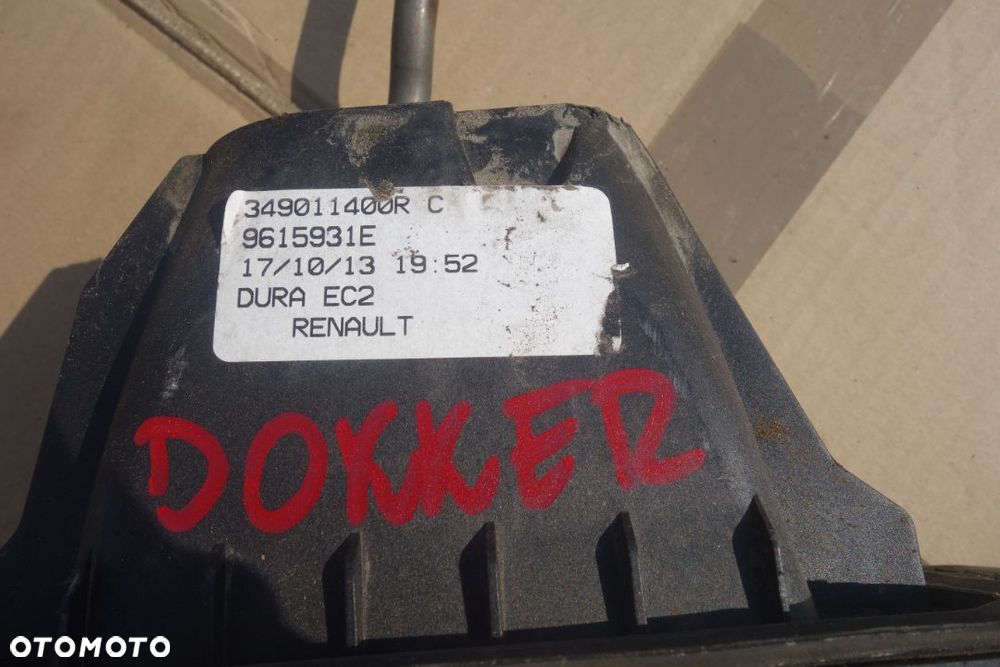 349011400R C
9615931E
17/10/13 19:52
DURA EC2
RENAULT
DOKKER
OTOMOTO